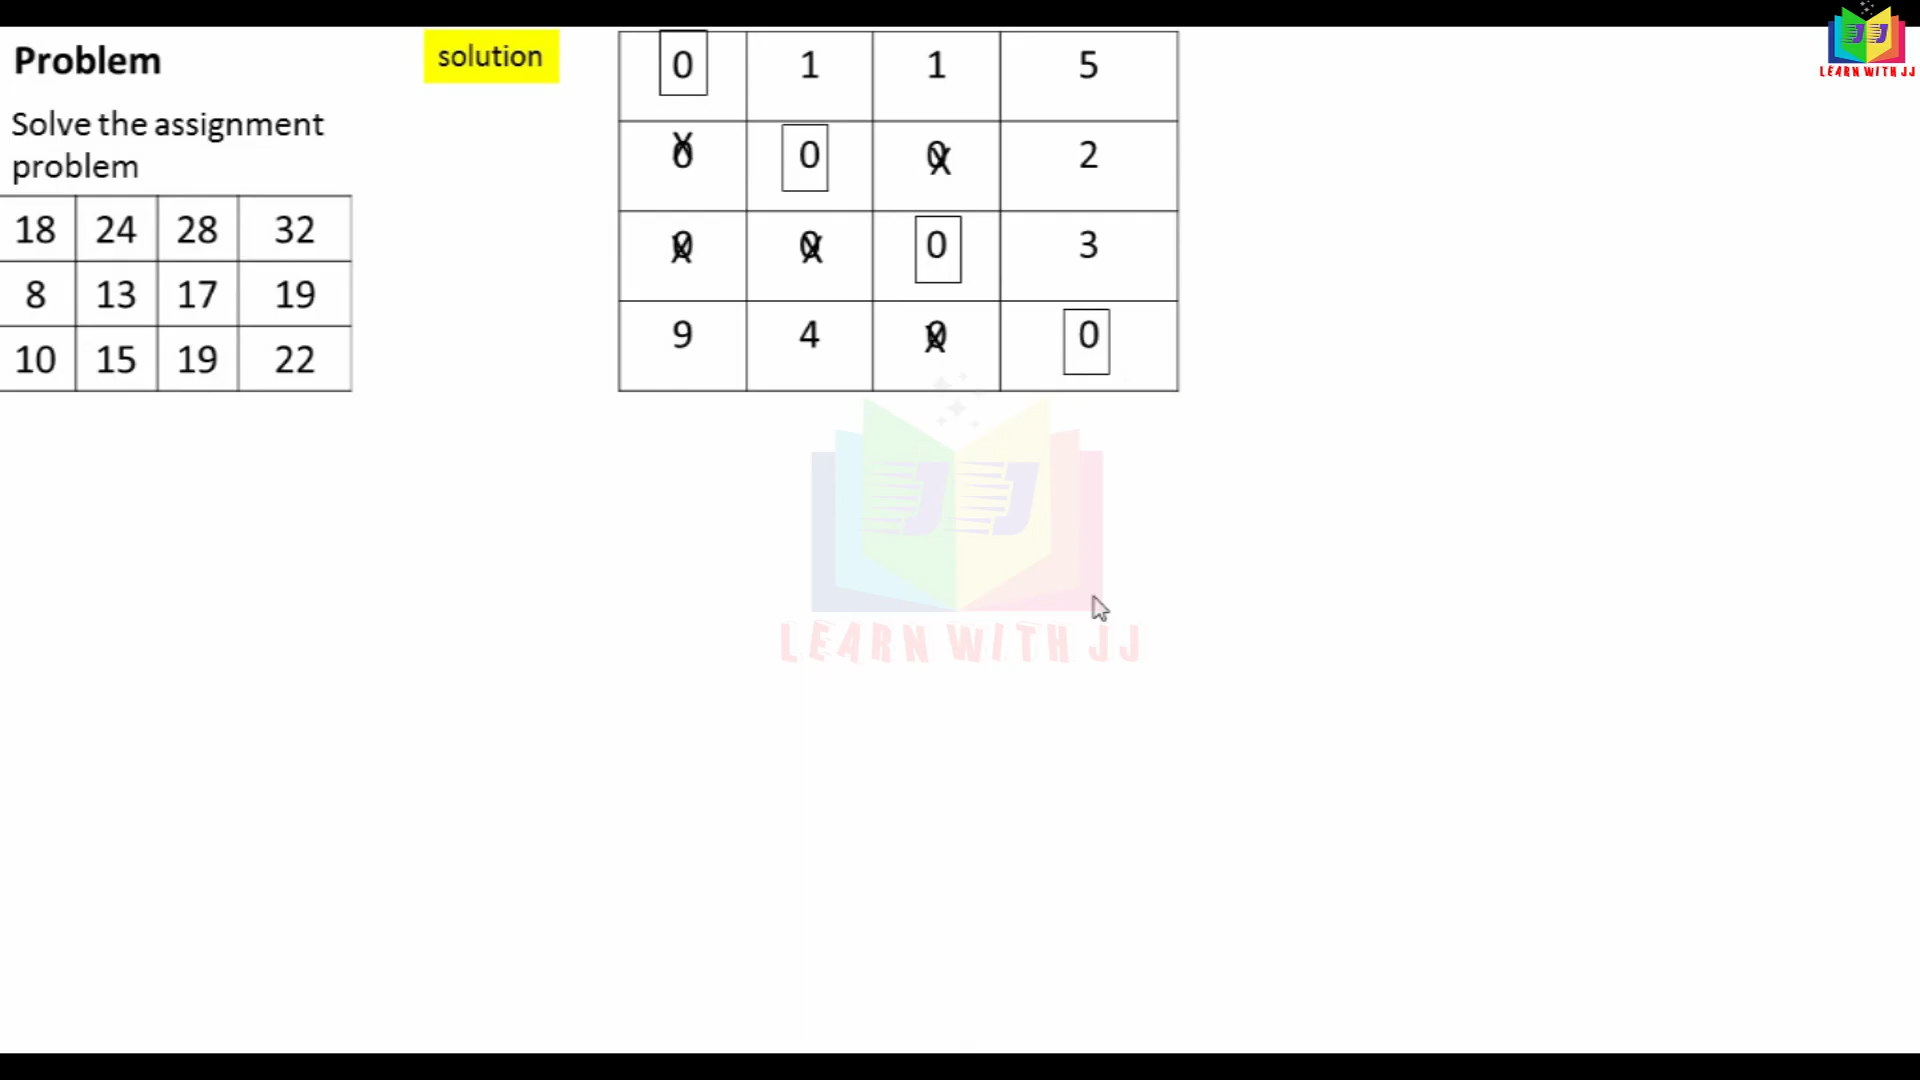 Problem
Solve the assignment
problem
18 24 28 32
8 13 17 19
10 15 19 22
solution
0 1 1 5
0 0 0 2
0 0 0 3
9 4 0 0
JJ
LEARN WITH JJ
JJ
LEARN WITH JJ